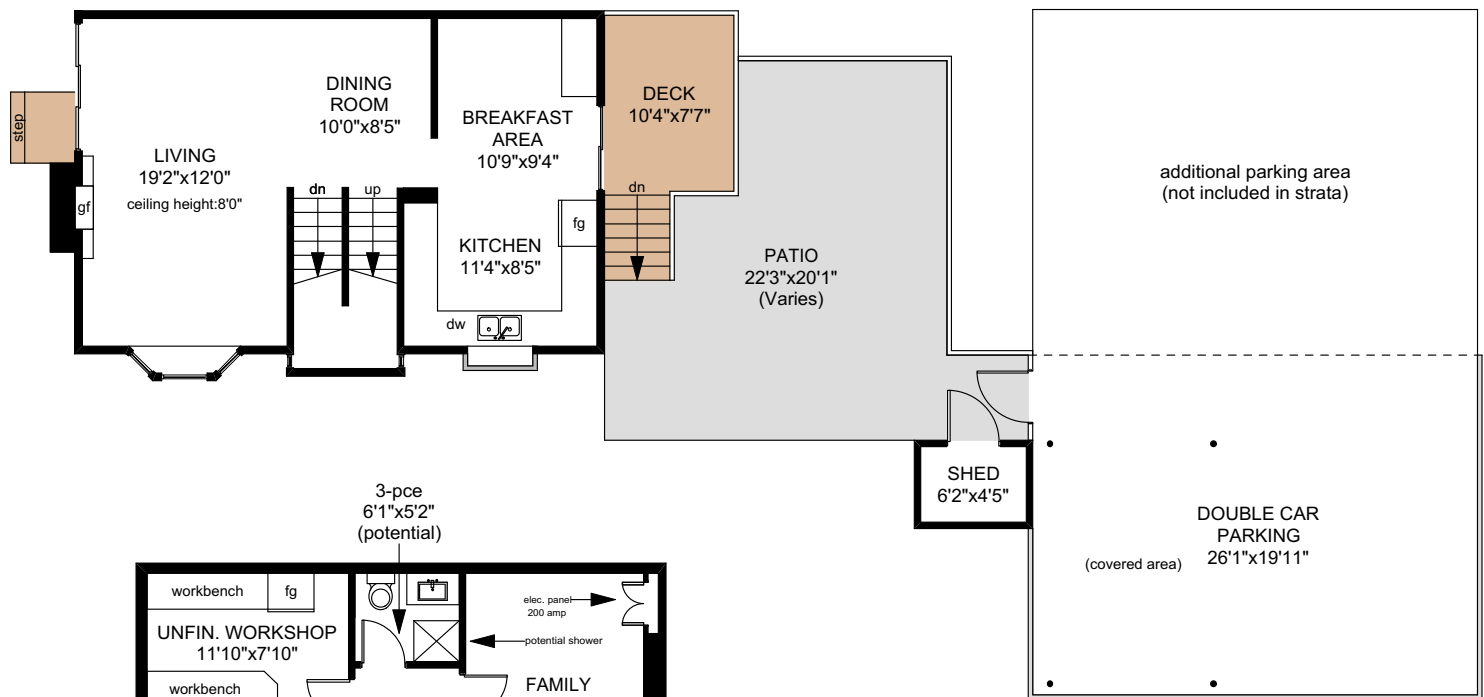 step
LIVING
19'2"x12'0"
ceiling height:8'0"
gf
DINING
ROOM
10'0"x8'5"
dn
up
BREAKFAST
AREA
10'9"x9'4"
KITCHEN
11'4"x8'5"
fg
dw
DECK
10'4"x7'7"
dn
PATIO
22'3"x20'1"
(Varies)
additional parking area
(not included in strata)
SHED
6'2"x4'5"
DOUBLE CAR
PARKING
26'1"x19'11"
(covered area)
3-pce
6'1"x5'2"
(potential)
workbench
fg
UNFIN. WORKSHOP
11'10"x7'10"
workbench
elec. panel
200 amp
potential shower
FAMILY